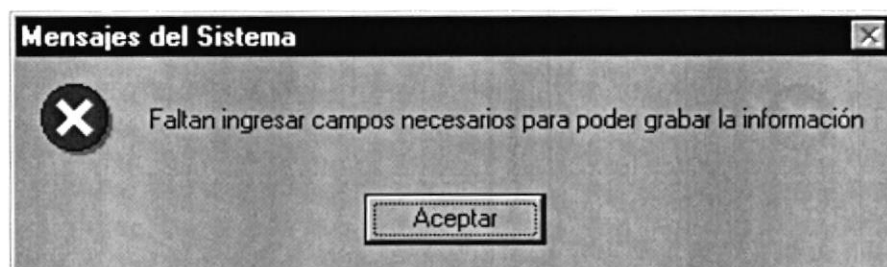 Mensajes del Sistema
Faltan ingresar campos necesarios para poder grabar la información
Aceptar